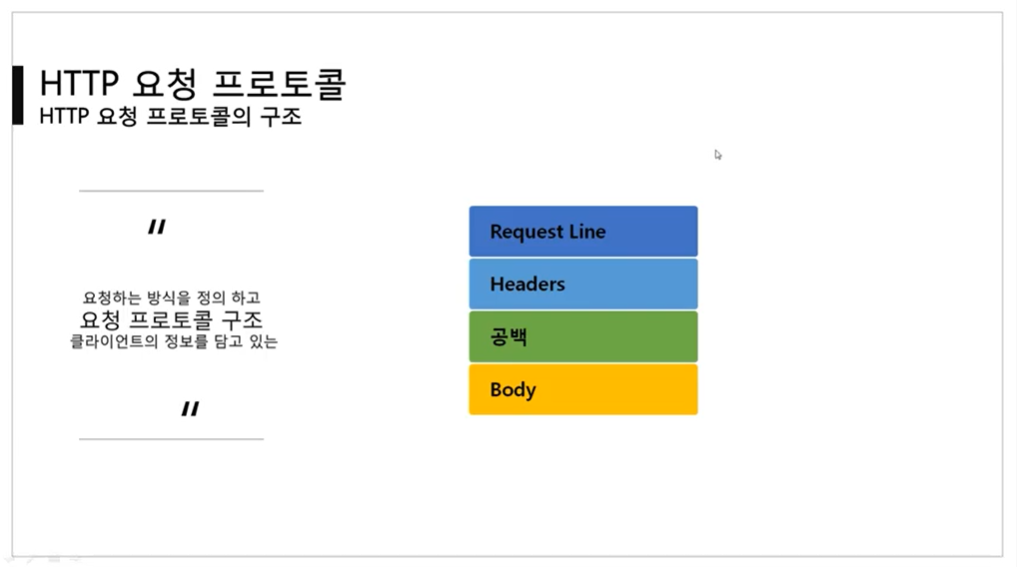 HTTP 요청 프로토콜
HTTP 요청 프로토콜의 구조
"
요청하는 방식을 정의 하고
요청 프로토콜 구조
클라이언트의 정보를 담고 있는
"
Request Line
Headers
공백
Body